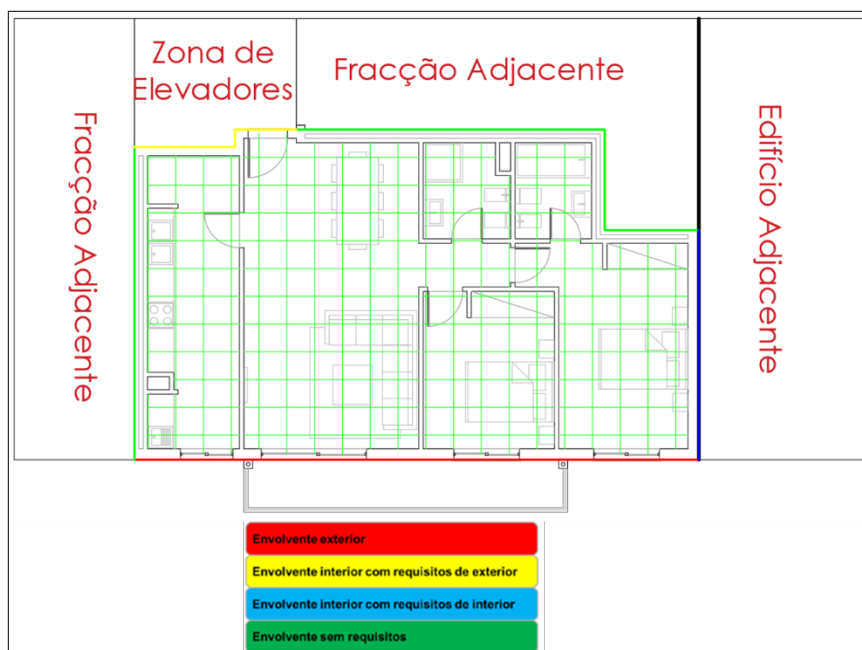 Zona de
Elevadores
Fracção Adjacente
Fracção Adjacente
Edifício Adjacente
Envolvente exterior
Envolvente interior com requisitos de exterior
Envolvente interior com requisitos de interior
Envolvente sem requisitos